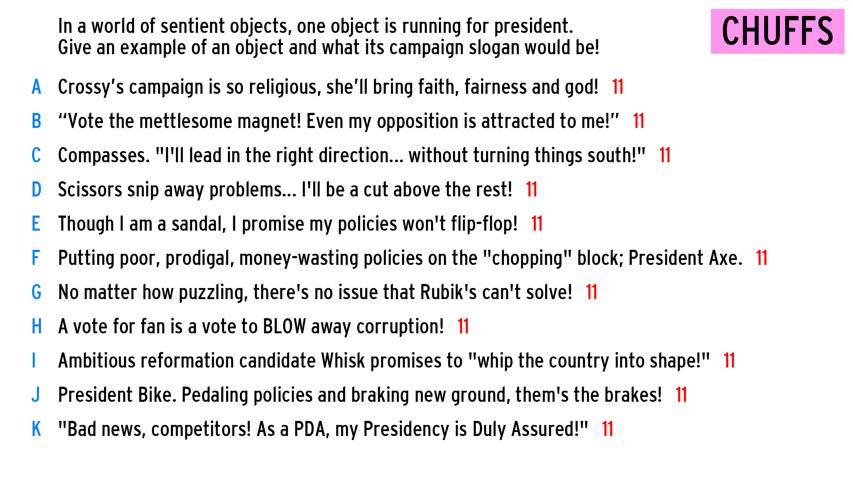 In a world of sentient objects, one object is running for president.
Give an example of an object and what its campaign slogan would be!
CHUFFS
A Crossy's campaign is so religious, she'll bring faith, fairness and god! 11
B “Vote the mettlesome magnet! Even my opposition is attracted to me!” 11
C Compasses. "I'll lead in the right direction... without turning things south!" 11
D Scissors snip away problems... I'll be a cut above the rest! 11
E Though I am a sandal, I promise my policies won't flip-flop! 11
F Putting poor, prodigal, money-wasting policies on the "chopping" block; President Axe. 11
G No matter how puzzling, there's no issue that Rubik's can't solve! 11
H A vote for fan is a vote to BLOW away corruption! 11
I Ambitious reformation candidate Whisk promises to "whip the country into shape!" 11
J President Bike. Pedaling policies and braking new ground, them's the brakes! 11
K "Bad news, competitors! As a PDA, my Presidency is Duly Assured!" 11